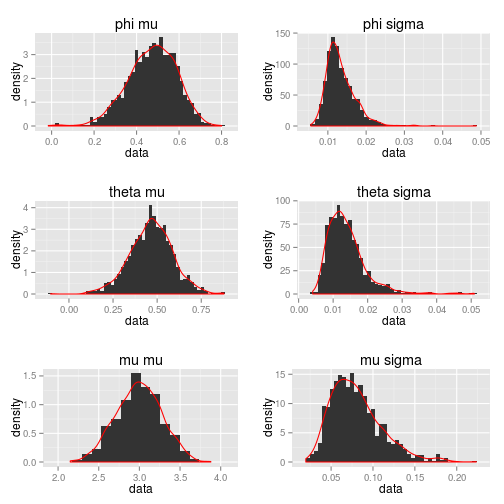 phi mu
density
0
1
2
3
0.0 0.2 0.4 0.6 0.8
data
phi sigma
density
0
50
100
150
0.01 0.02 0.03 0.04 0.05
data
theta mu
density
0
1
2
3
4
0.00 0.25 0.50 0.75
data
theta sigma
density
0
25
50
75
100
0.00 0.01 0.02 0.03 0.04 0.05
data
mu mu
density
0.0
0.5
1.0
1.5
2.0 2.5 3.0 3.5 4.0
data
mu sigma
density
0
5
10
15
0.05 0.10 0.15 0.20
data